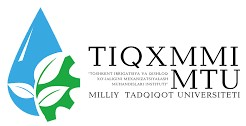 TIQXMMI
"TOSHKENT IRRIGATSIYA VA QISHLOQ
XO'JALIGINI MEXANIZATSIYALASH
MUHANDISLARI INSTITUTI"
MTU
MILLIY TADQIQOT UNIVERSITETI